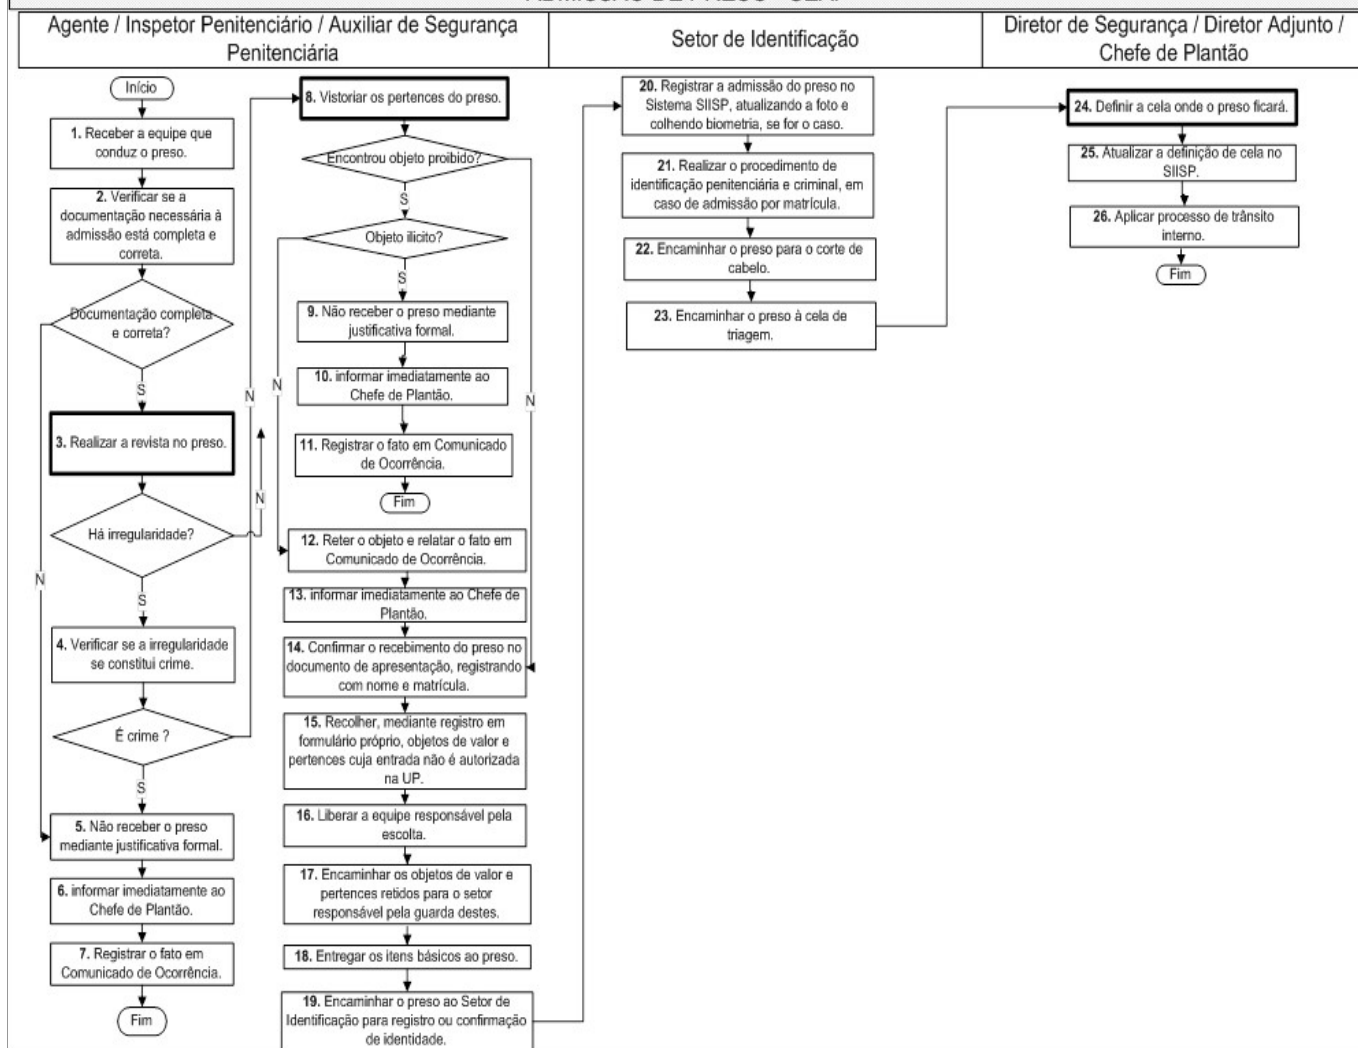 Agente / Inspetor Penitenciário / Auxiliar de Segurança
Penitenciária
Setor de Identificação
Diretor de Segurança / Diretor Adjunto /
Chefe de Plantão
Início
1. Receber a equipe que
conduz o preso.
2. Verificar se a
documentação necessária à
admissão está completa e
correta.
Documentação completa
e correta?
S
N
3. Realizar a revista no preso.
Há irregularidade?
N
S
4. Verificar se a irregularidade
se constitui crime.
É crime ?
N
S
5. Não receber o preso
mediante justificativa formal.
6. informar imediatamente ao
Chefe de Plantão.
7. Registrar o fato em
Comunicado de Ocorrência.
Fim
8. Vistoriar os pertences do preso.
Encontrou objeto proibido?
S
N
Objeto ilicito?
N
S
9. Não receber o preso mediante
justificativa formal.
10. informar imediatamente ao
Chefe de Plantão.
11. Registrar o fato em Comunicado
de Ocorrência.
Fim
12. Reter o objeto e relatar o fato em
Comunicado de Ocorrência.
13. informar imediatamente ao Chefe de
Plantão.
14. Confirmar o recebimento do preso no
documento de apresentação, registrando
com nome e matrícula.
15. Recolher, mediante registro em
formulário próprio, objetos de valor e
pertences cuja entrada não é autorizada
na UP.
16. Liberar a equipe responsável pela
escolta.
17. Encaminhar os objetos de valor e
pertences retidos para o setor
responsável pela guarda destes.
18. Entregar os itens básicos ao preso.
19. Encaminhar o preso ao Setor de
Identificação para registro ou confirmação
de identidade.
20. Registrar a admissão do preso no
Sistema SIISP, atualizando a foto e
colhendo biometria, se for o caso.
21. Realizar o procedimento de
identificação penitenciária e criminal, em
caso de admissão por matrícula.
22. Encaminhar o preso para o corte de
cabelo.
23. Encaminhar o preso à cela de
triagem.
24. Definir a cela onde o preso ficará.
25. Atualizar a definição de cela no
SIISP.
26. Aplicar processo de trânsito
interno.
Fim